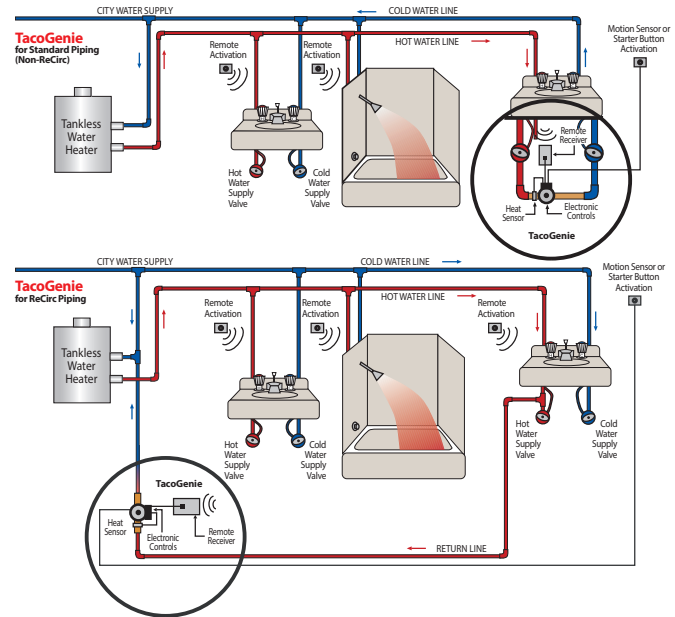 CITY WATER SUPPLY
COLD WATER LINE
TacoGenie
for Standard Piping
(Non-ReCirc)
HOT WATER LINE
Motion Sensor or
Starter Button
Activation
Remote
Activation
Remote
Activation
Tankless
Water
Heater
Remote
Receiver
Hot
Water
Supply
Valve
Cold
Water
Supply
Valve
Heat
Sensor
Electronic
Controls
TacoGenie
CITY WATER SUPPLY
COLD WATER LINE
Motion Sensor or
Starter Button
Activation
TacoGenie
for ReCirc Piping
HOT WATER LINE
Remote
Activation
Remote
Activation
Remote
Activation
Tankless
Water
Heater
Hot
Water
Supply
Valve
Cold
Water
Supply
Valve
Hot
Water
Supply
Valve
Cold
Water
Supply
Valve
TacoGenie
Heat
Sensor
Electronic
Controls
Remote
Receiver
RETURN LINE